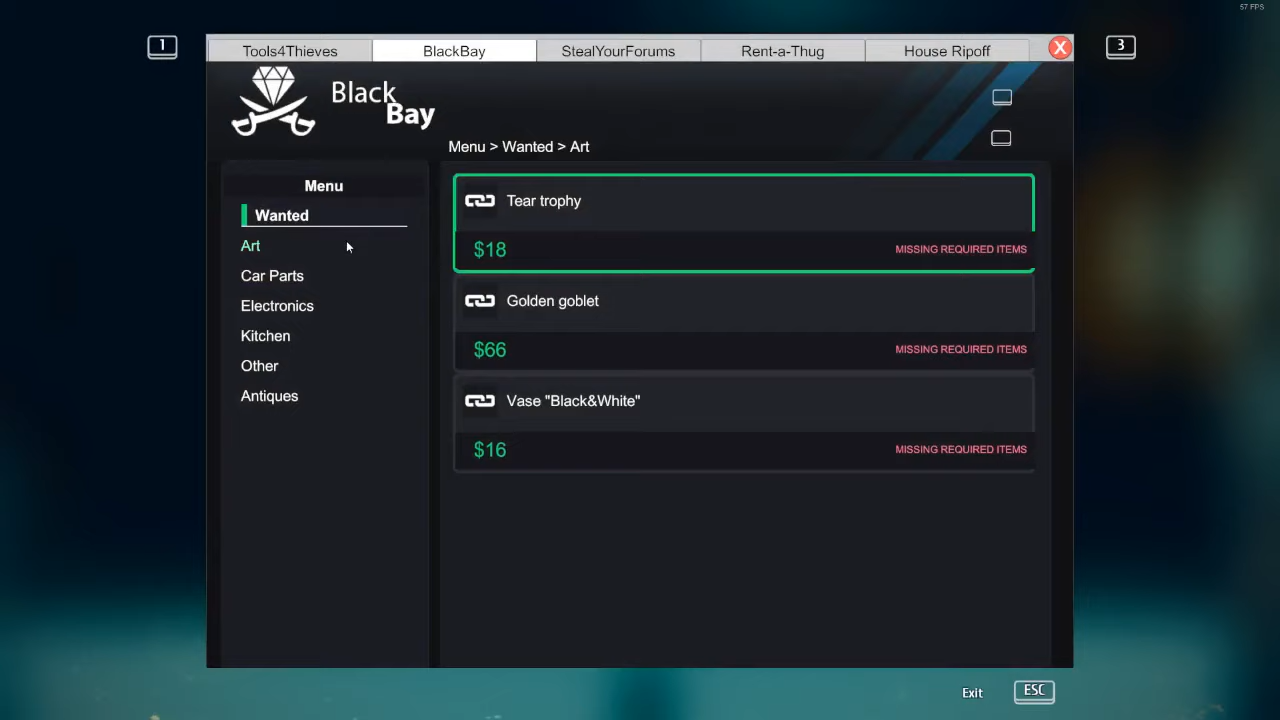 57 FPS
1
Tools4Thieves
BlackBay
StealYourForums
Rent-a-Thug
House Ripoff
X
3
Black
Bay
Menu > Wanted > Art
Menu
Wanted
Art
Car Parts
Electronics
Kitchen
Other
Antiques
Tear trophy
$18 MISSING REQUIRED ITEMS
Golden goblet
$66 MISSING REQUIRED ITEMS
Vase "Black&White"
$16 MISSING REQUIRED ITEMS
Exit ESC